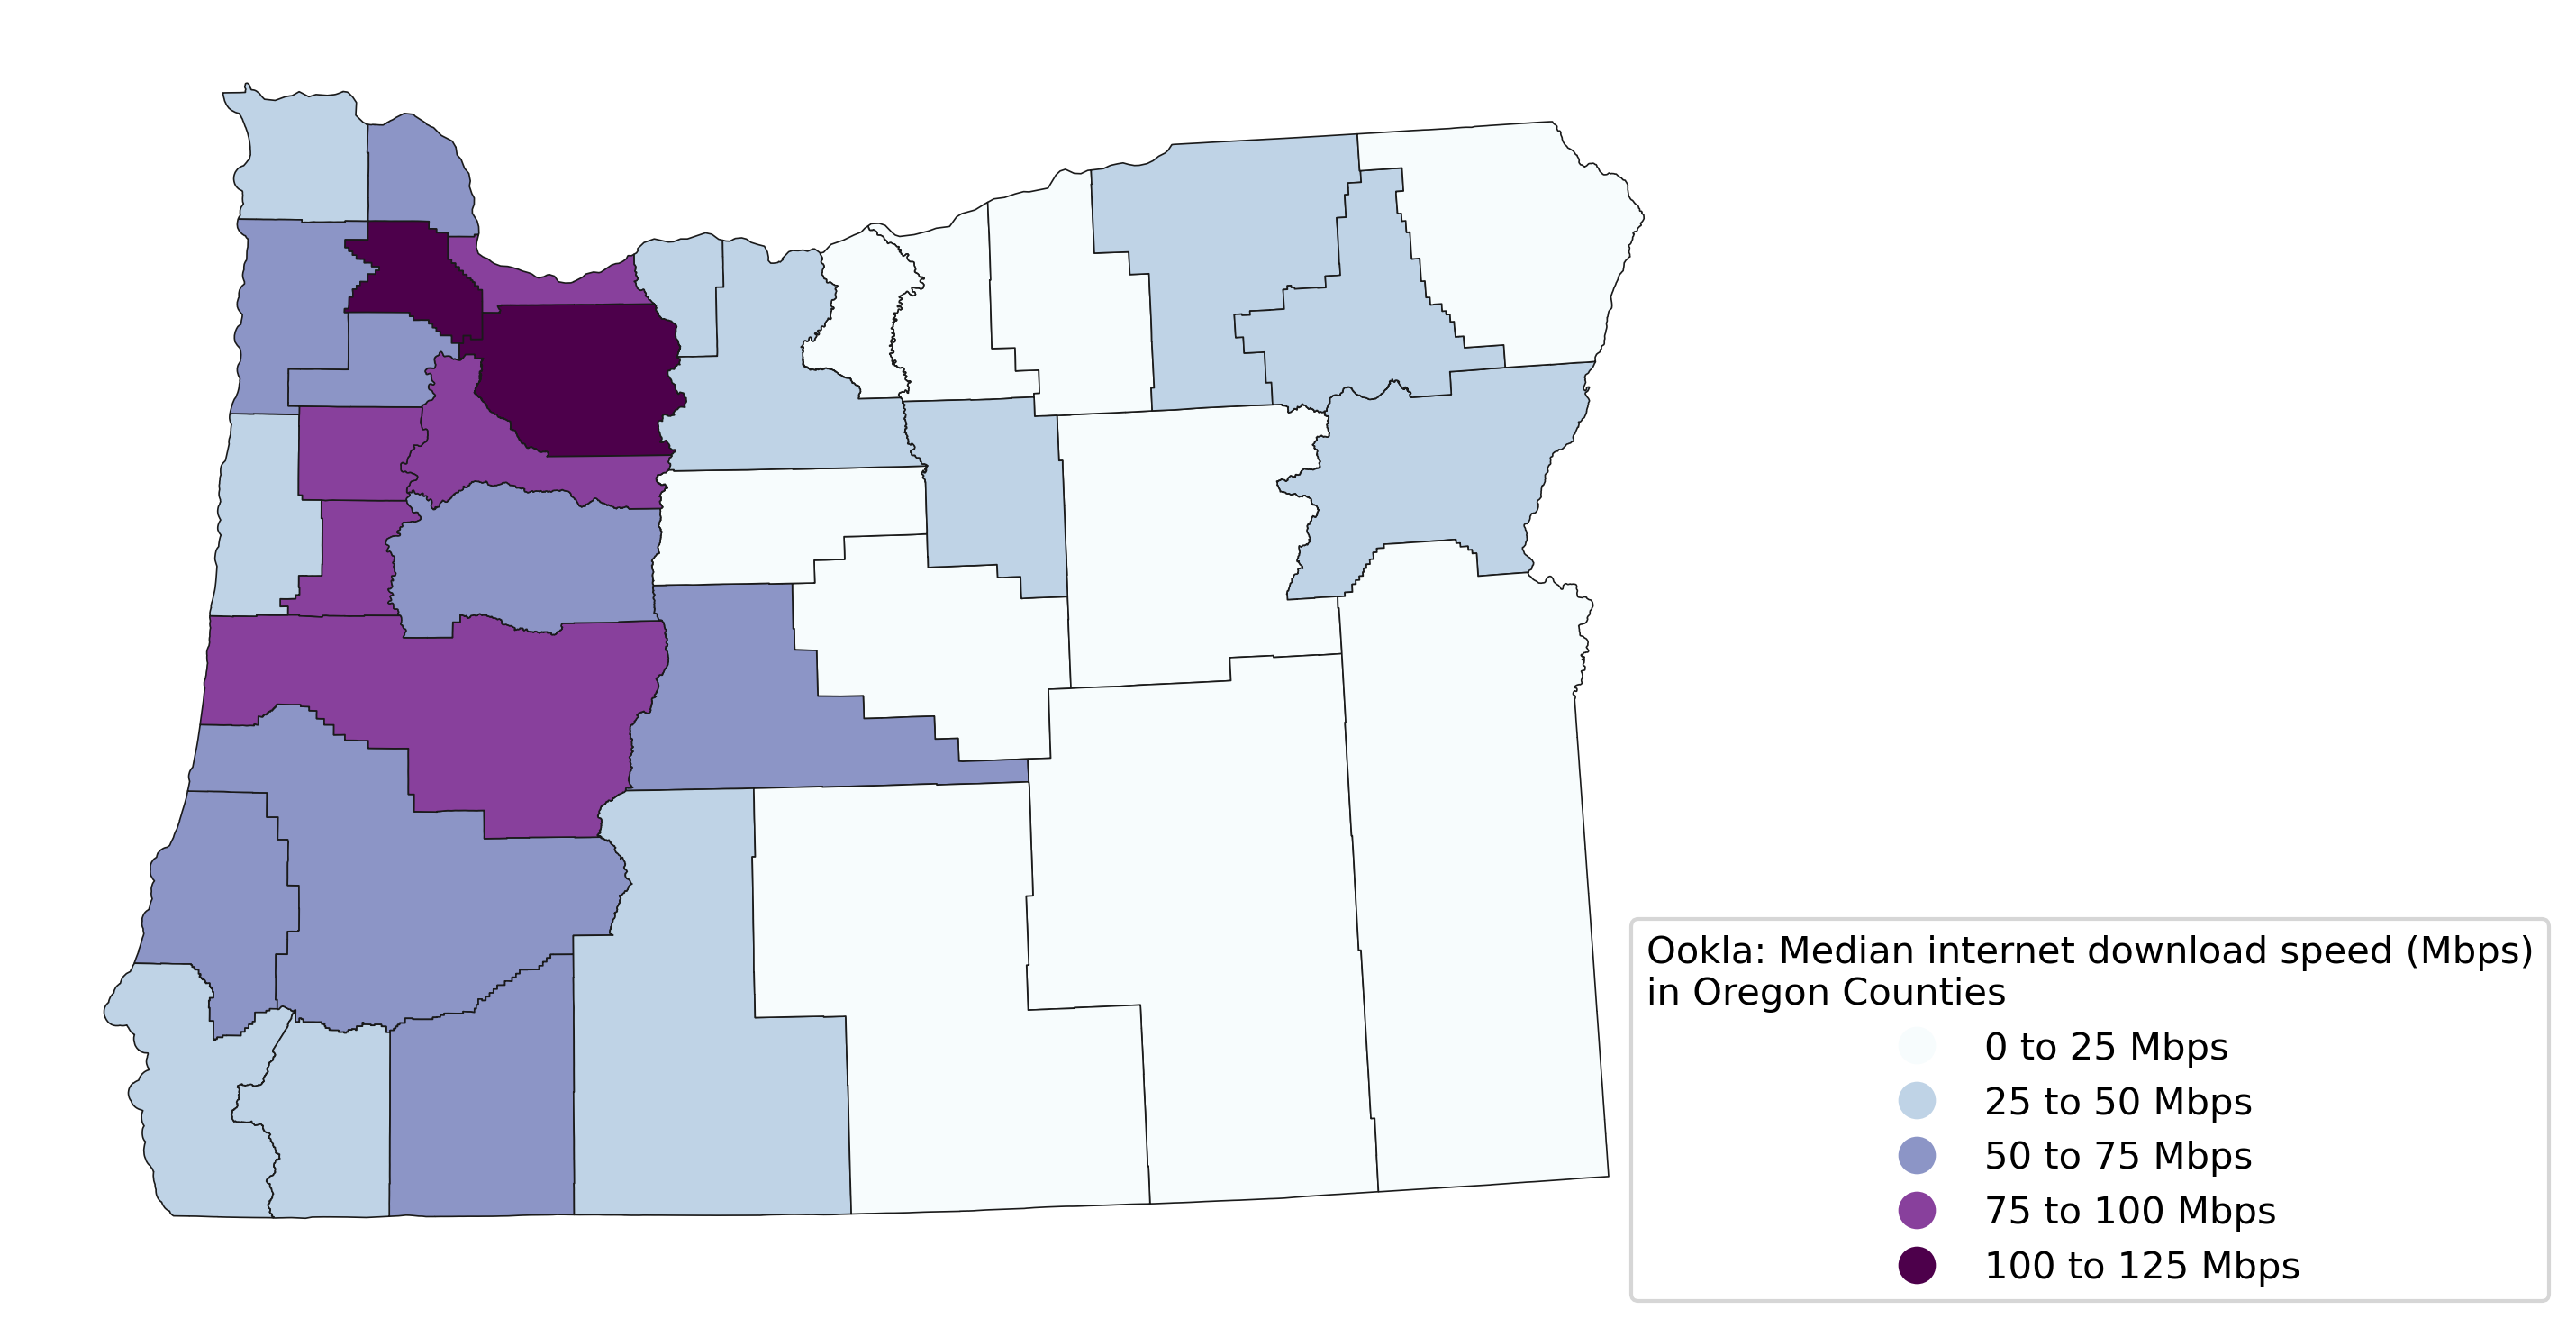 Ookla: Median internet download speed (Mbps)
in Oregon Counties
0 to 25 Mbps
25 to 50 Mbps
50 to 75 Mbps
75 to 100 Mbps
100 to 125 Mbps